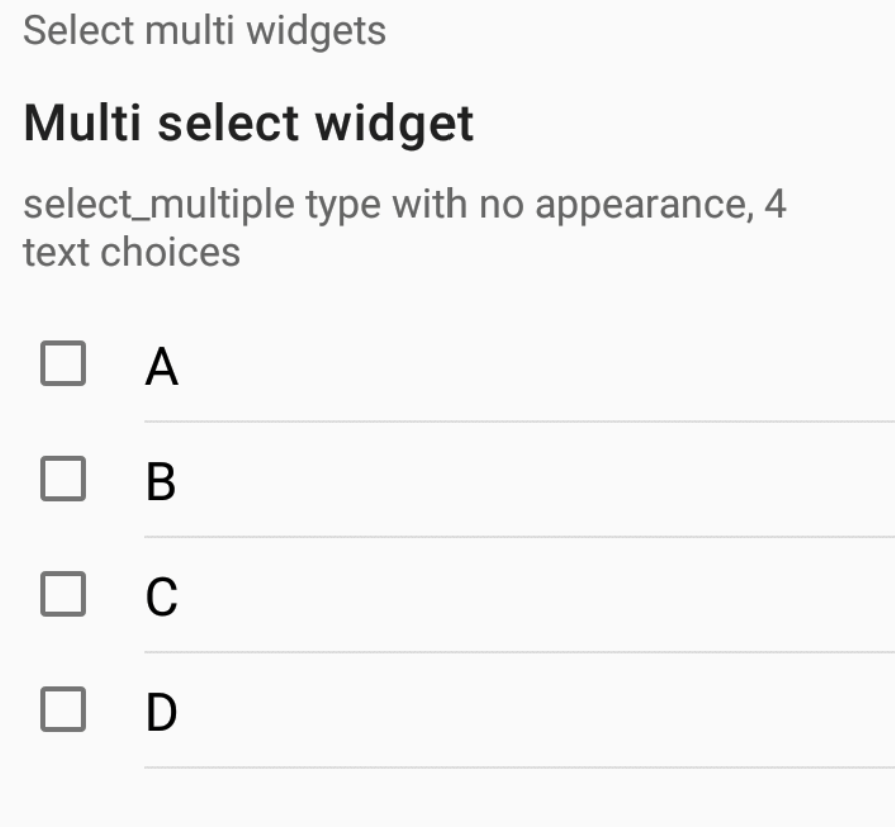 Select multi widgets
Multi select widget
select_multiple type with no appearance, 4
text choices
A
B
C
D